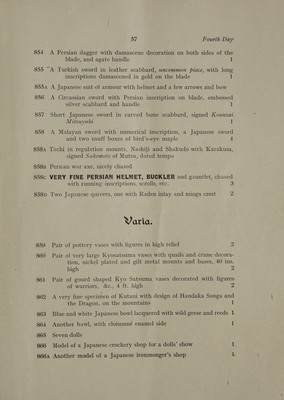 57 Fourth Day
854 A Persian dagger with damascene decoration on both sides of the
blade, and agate handle 1
855 A Turkish sword in leather scabbard, uncommon piece, with long
inscriptions damascened in gold on the blade 1
855A A Japanese suit of armour with helmet and a few arrows and bow
856 A Circassian sword with Persian inscription on blade, embossed
silver scabbard and handle 1
857 Short Japanese sword in carved bone scabbard, signed
Mitsuyuki 1
858 A Malayan sword with numerical inscription, a Japanese sword
and two snuff boxes of bird's-eye maple 4
858A Tachi in regulation mounts, Nashiji and Shakudo with Karakusa,
signed of Mutsu, dated tempo
858B Persian war axe, nicely chased
858C VERY FINE PERSIAN HELMET, BUCKLER and gauntlet, chased
with running inscriptions, scrolls, etc. 3
858D Two Japanese quivers, one with Raden inlay and mings crest 2
Varia.
859 Pair of pottery vases with figures in high relief 2
860 Pair of very large Kyosatsuma vases with quails and crane decora-
tion, nickel plated and gilt metal mounts and bases, 40 ins.
high 2
861 Pair of gourd shaped Kyo Satsuma vases decorated with figures
of warriors, &c., 4 ft. high 2
862 A very fine specimen of Kutani with design of Handaka Songa and
the Dragon, on the mountains 1
863 Blue and white Japanese bowl lacquered with wild geese and reeds 1
864 Another bowl, with cloisonné enamel side 1
865 Seven dolls
866 Model of a Japanese crockery shop for a dolls' show 1
866A Another model of a Japanese ironmonger's shop 1